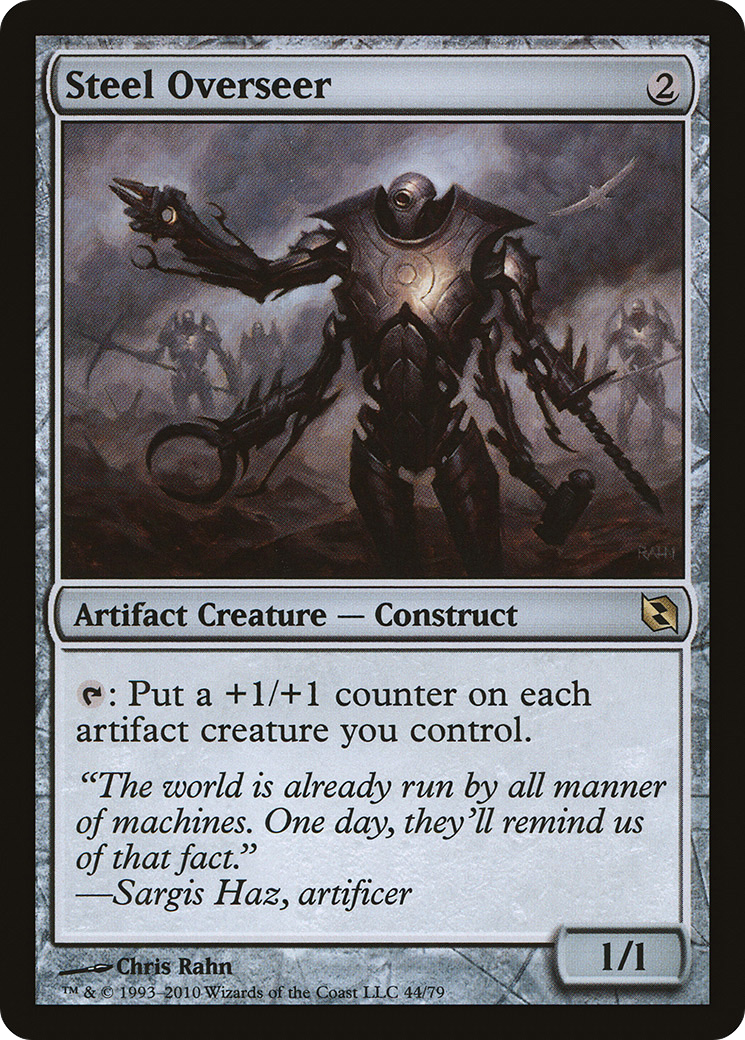 Steel Overseer
2
RAHN
Artifact Creature — Construct
: Put a +1/+1 counter on each
artifact creature you control.
“The world is already run by all manner
of machines. One day, they’ll remind us
of that fact.”
—Sargis Haz, artificer
1/1
Chris Rahn
™ & © 1993–2010 Wizards of the Coast LLC 44/79